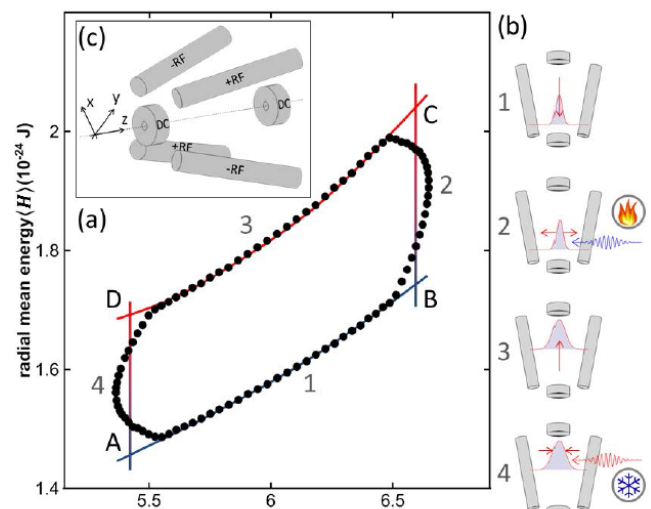 (c)
-RF
+RF
x
y
z
DC
DC
+RF
-RF
(a)
radial mean energy⟨H⟩ (10⁻²⁴ J)
2
1.8
1.6
1.4
5.5
6
6.5
A
B
C
D
1
2
3
4
(b)
1
2
3
4